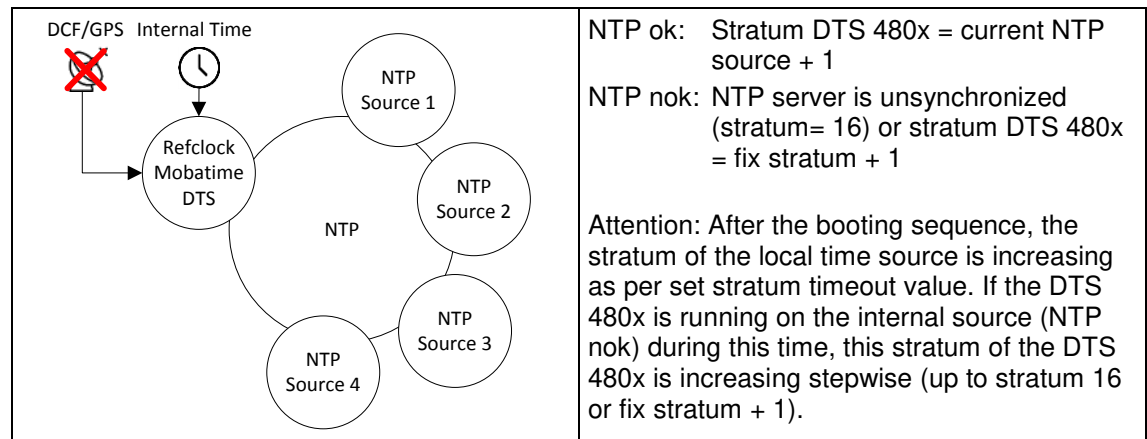 DCF/GPS Internal Time
NTP
Source 1
Refclock
Mobatime
DTS
NTP
Source 2
NTP
NTP
Source 3
NTP
Source 4
NTP ok: Stratum DTS 480x = current NTP
source + 1
NTP nok: NTP server is unsynchronized
(stratum= 16) or stratum DTS 480x
= fix stratum + 1
Attention: After the booting sequence, the
stratum of the local time source is increasing
as per set stratum timeout value. If the DTS
480x is running on the internal source (NTP
nok) during this time, this stratum of the DTS
480x is increasing stepwise (up to stratum 16
or fix stratum + 1).